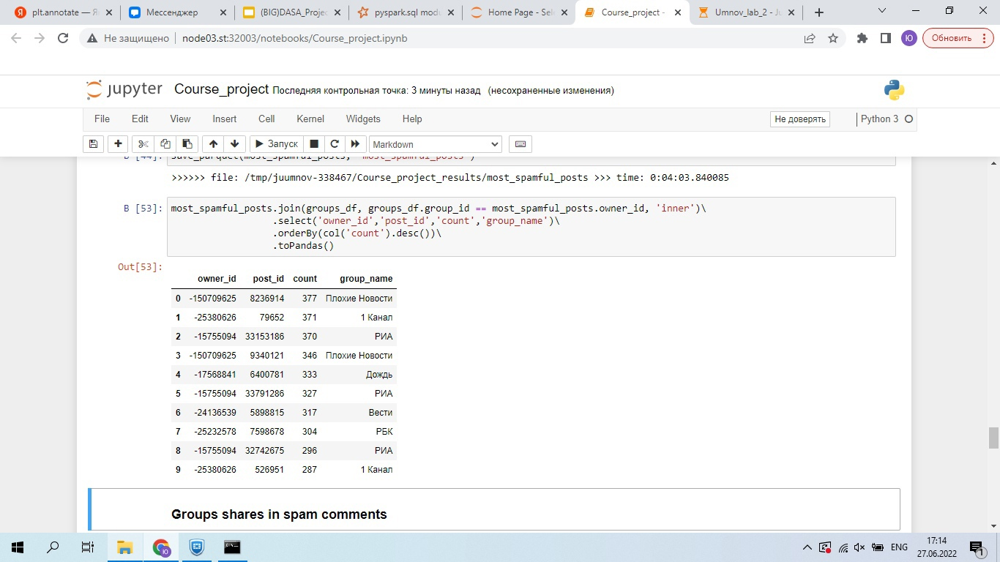 plt.annotate — Я
Мессенджер
(BIG)DASA_Projec
pyspark.sql modu
Home Page - Sel
Course_project -
Umnov_lab_2 - Ju
Не защищено | node03.st:32003/notebooks/Course_project.ipynb
Ю
Обновить
jupyter Course_project Последняя контрольная точка: 3 минуты назад (несохраненные изменения)
File Edit View Insert Cell Kernel Widgets Help Не доверять Python 3
Запуск Markdown
B [44]: save_parquet(most_spamful_posts, 'most_spamful_posts')
>>>>>> file: /tmp/juumnov-338467/Course_project_results/most_spamful_posts >>> time: 0:04:03.840085
B [53]: most_spamful_posts.join(groups_df, groups_df.group_id == most_spamful_posts.owner_id, 'inner')\
.select('owner_id','post_id','count','group_name')\
.orderBy(col('count').desc())\
.toPandas()
Out[53]:
owner_id post_id count group_name
0 -150709625 8236914 377 Плохие Новости
1 -25380626 79652 371 1 Канал
2 -15755094 33153186 370 РИА
3 -150709625 9340121 346 Плохие Новости
4 -17568841 6400781 333 Дождь
5 -15755094 33791286 327 РИА
6 -24136539 5898815 317 Вести
7 -25232578 7598678 304 РБК
8 -15755094 32742675 296 РИА
9 -25380626 526951 287 1 Канал
Groups shares in spam comments
ENG
17:14
27.06.2022
1